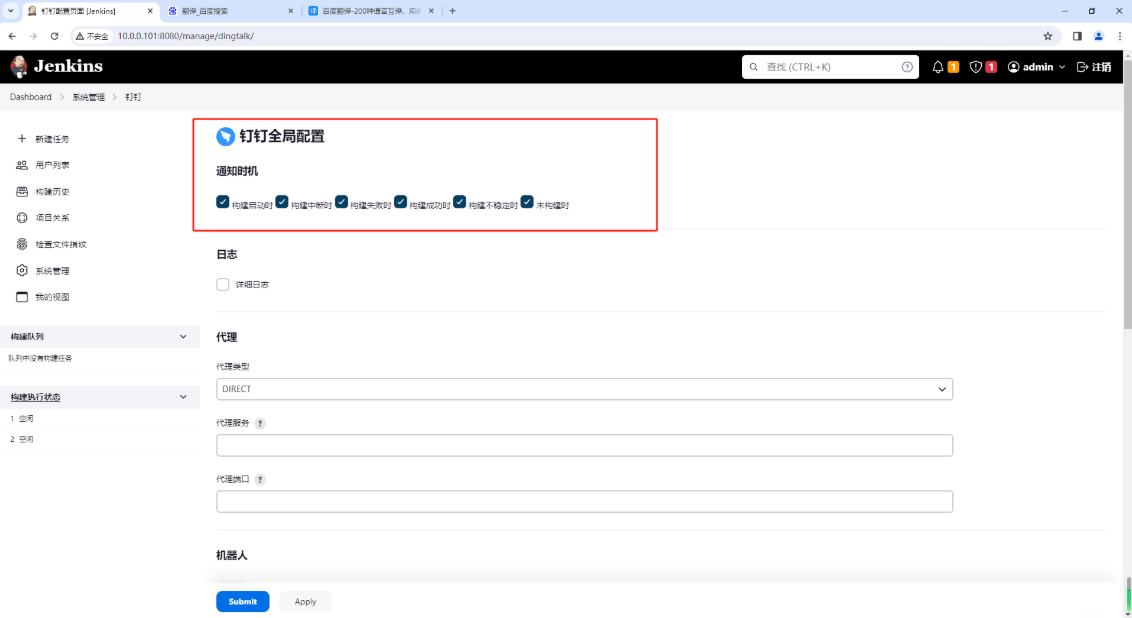 钉钉配置页面 [Jenkins]
翻译_百度搜索
百度翻译-200种语言互译、沟通
不安全
10.0.0.101:8080/manage/dingtalk/
Jenkins
查找 (CTRL+K)
1
1
admin
注销
Dashboard
系统管理
钉钉
新建任务
用户列表
构建历史
项目关系
检查文件指纹
系统管理
我的视图
构建队列
队列中没有构建任务
构建执行状态
1 空闲
2 空闲
钉钉全局配置
通知时机
构建启动时 构建中断时 构建失败时 构建成功时 构建不稳定时 未构建时
日志
详细日志
代理
代理类型
DIRECT
代理服务 ?
代理端口 ?
机器人
Submit
Apply